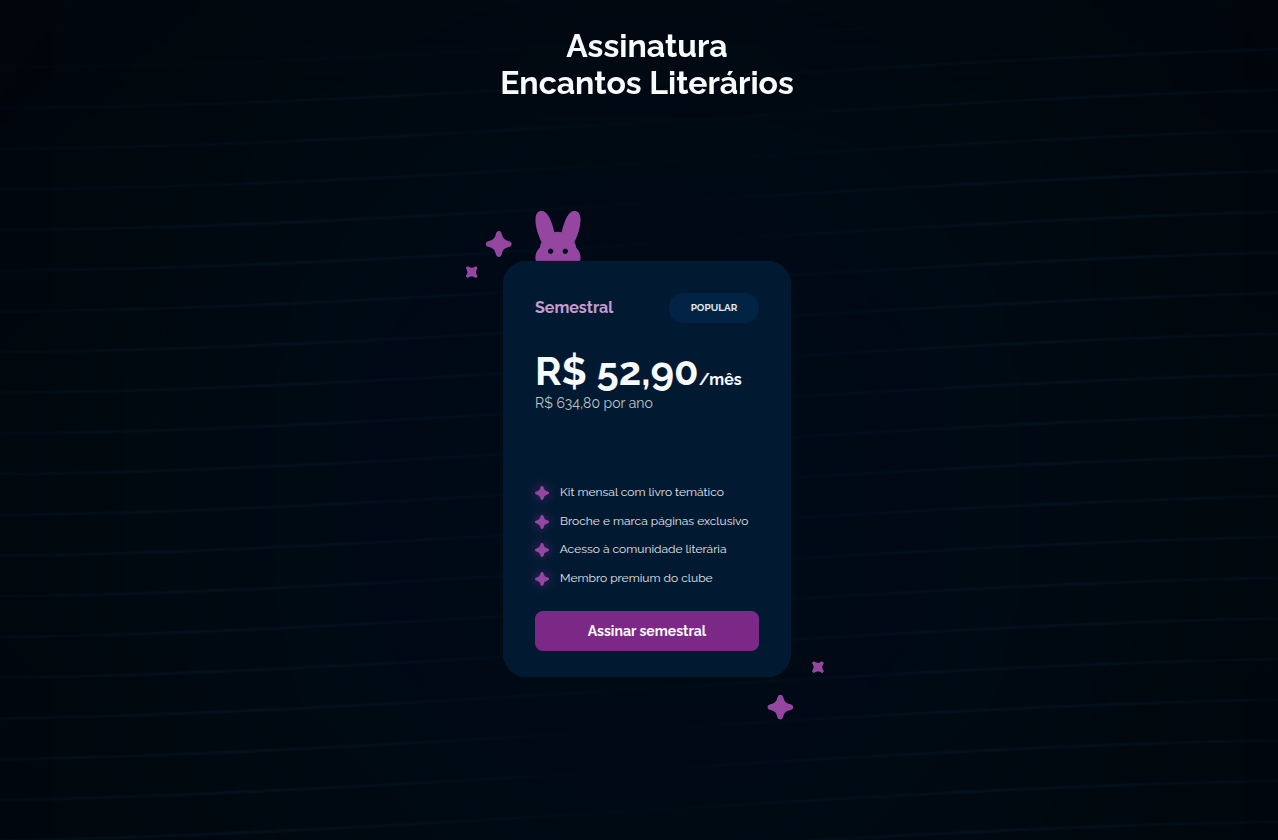 Assinatura
Encantos Literários
Semestral
POPULAR
R$ 52,90/mês
R$ 634,80 por ano
Kit mensal com livro temático
Broche e marca páginas exclusivo
Acesso à comunidade literária
Membro premium do clube
Assinar semestral